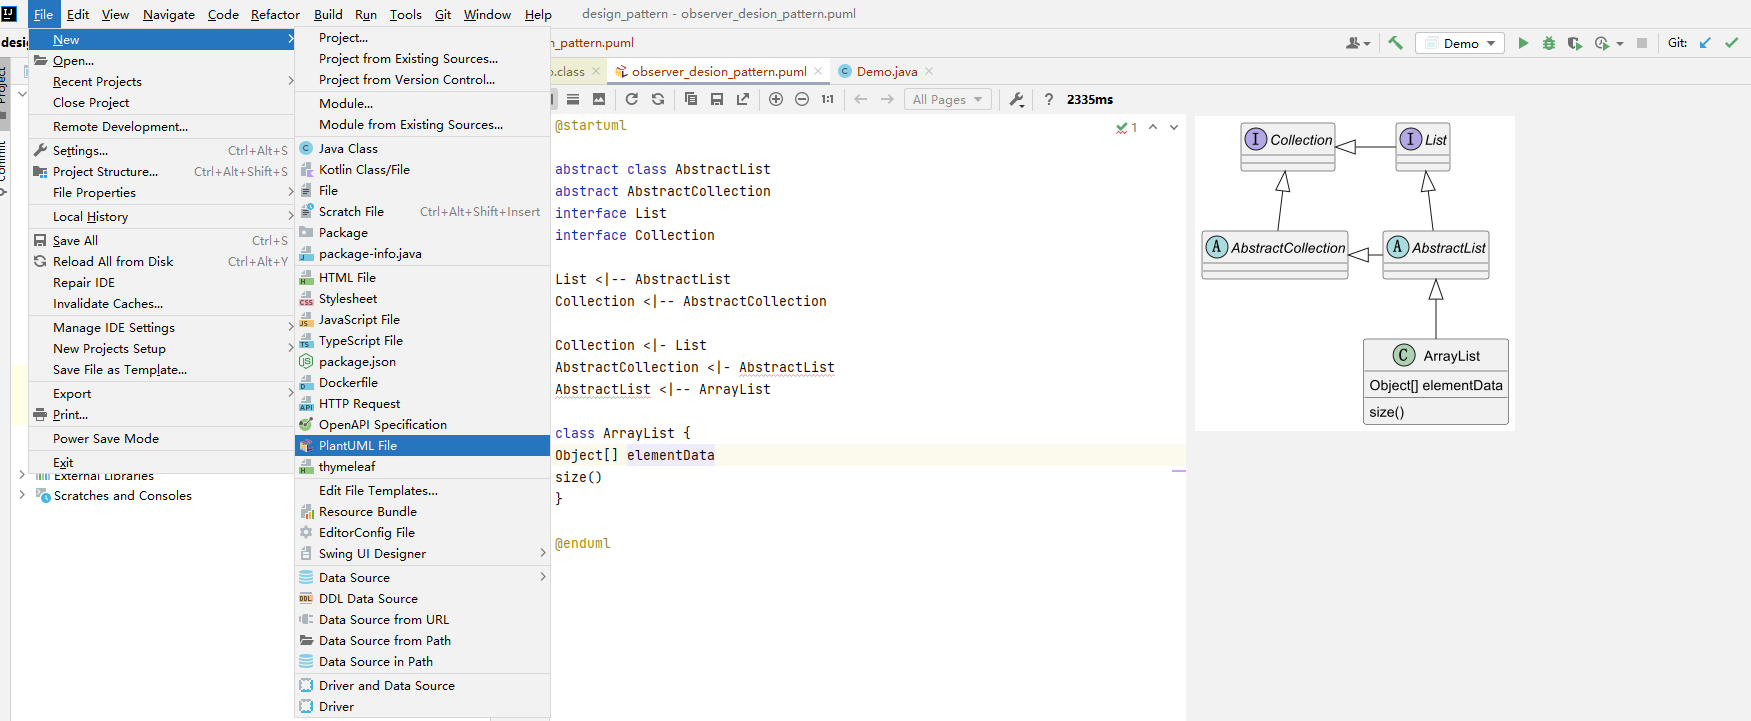 File Edit View Navigate Code Refactor Build Run Tools Git Window Help design_pattern - observer_desion_pattern.puml
n_pattern.puml
Demo
Git:
.class
observer_desion_pattern.puml
Demo.java
1:1
All Pages
? 2335ms
Project
Commit
New
Open...
Recent Projects
Close Project
Remote Development...
Settings... Ctrl+Alt+S
Project Structure... Ctrl+Alt+Shift+S
File Properties
Local History
Save All Ctrl+S
Reload All from Disk Ctrl+Alt+Y
Repair IDE
Invalidate Caches...
Manage IDE Settings
New Projects Setup
Save File as Template...
Export
Print...
Power Save Mode
Exit
External Libraries
Scratches and Consoles
Project...
Project from Existing Sources...
Project from Version Control...
Module...
Module from Existing Sources...
Java Class
Kotlin Class/File
File
Scratch File Ctrl+Alt+Shift+Insert
Package
package-info.java
HTML File
Stylesheet
JavaScript File
TypeScript File
package.json
Dockerfile
HTTP Request
OpenAPI Specification
PlantUML File
thymeleaf
Edit File Templates...
Resource Bundle
EditorConfig File
Swing UI Designer
Data Source
DDL Data Source
Data Source from URL
Data Source from Path
Data Source in Path
Driver and Data Source
Driver
@startuml
1
abstract class AbstractList
abstract AbstractCollection
interface List
interface Collection
List <|-- AbstractList
Collection <|-- AbstractCollection
Collection <|- List
AbstractCollection <|- AbstractList
AbstractList <|-- ArrayList
class ArrayList {
Object[] elementData
size()
}
@enduml
I Collection
I List
A AbstractCollection
A AbstractList
C ArrayList
Object[] elementData
size()